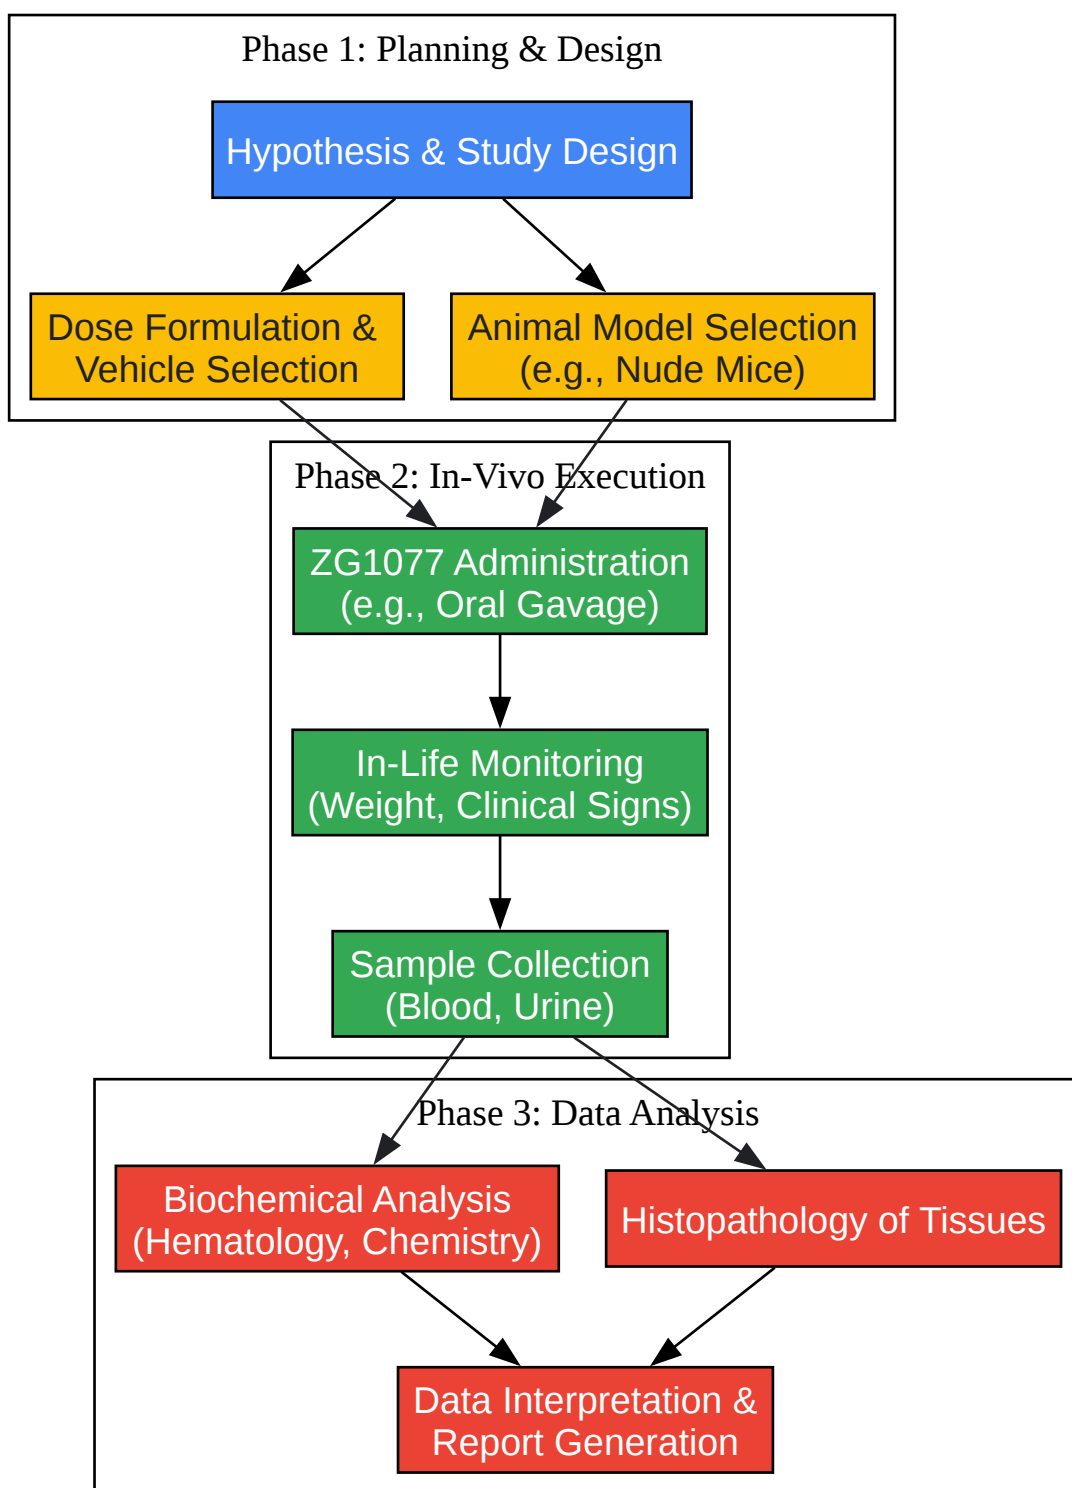 Phase 1: Planning & Design
Hypothesis & Study Design
Dose Formulation &
Vehicle Selection
Animal Model Selection
(e.g., Nude Mice)
Phase 2: In-Vivo Execution
ZG1077 Administration
(e.g., Oral Gavage)
In-Life Monitoring
(Weight, Clinical Signs)
Sample Collection
(Blood, Urine)
Phase 3: Data Analysis
Biochemical Analysis
(Hematology, Chemistry)
Histopathology of Tissues
Data Interpretation &
Report Generation